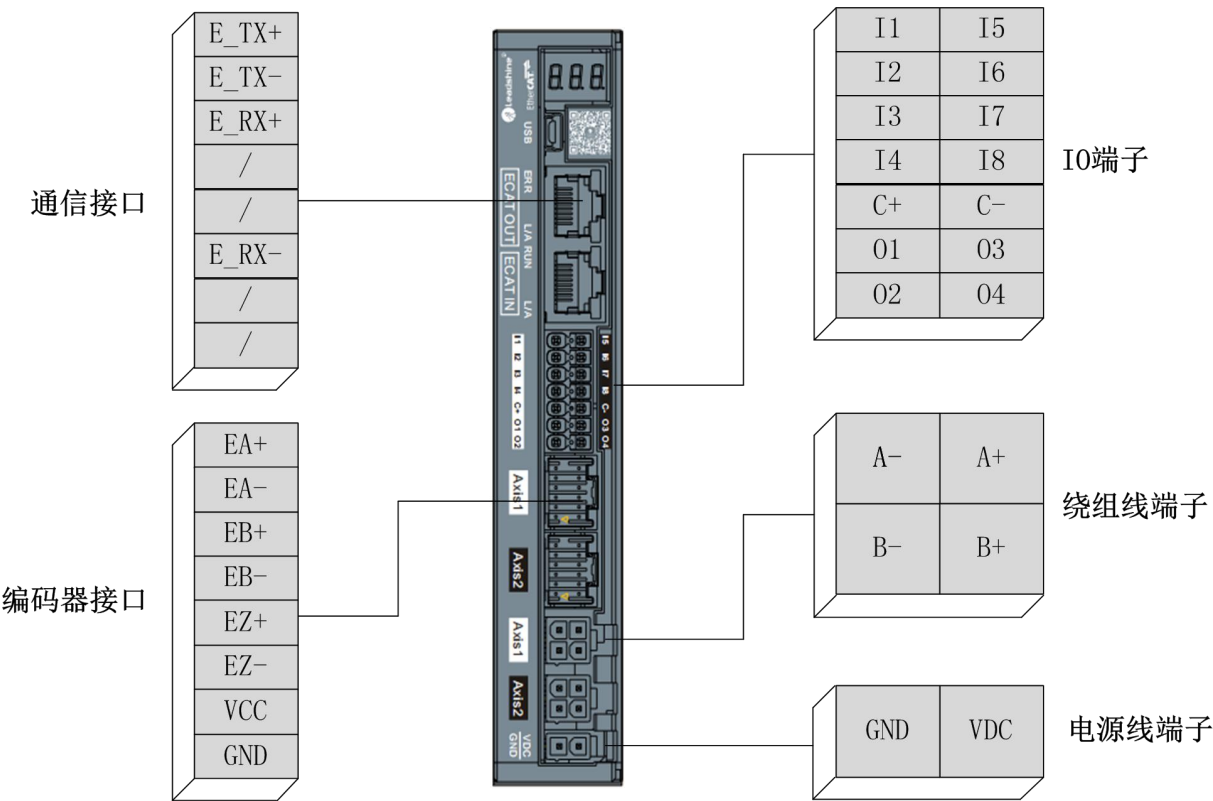 通信接口
E_TX+
E_TX-
E_RX+
/
/
E_RX-
/
/
编码器接口
EA+
EA-
EB+
EB-
EZ+
EZ-
VCC
GND
Leadshine
EtherCAT
USB
ERR
ECAT OUT
L/A RUN
ECAT IN
L/A
I1 I2 I3 I4 C+ O1 O2
I5 I6 I7 I8 C- O3 O4
Axis1
Axis2
Axis1
Axis2
VDC
GND
I1 I5
I2 I6
I3 I7
I4 I8
C+ C-
O1 O3
O2 O4
IO端子
A- A+
B- B+
绕组线端子
GND VDC
电源线端子